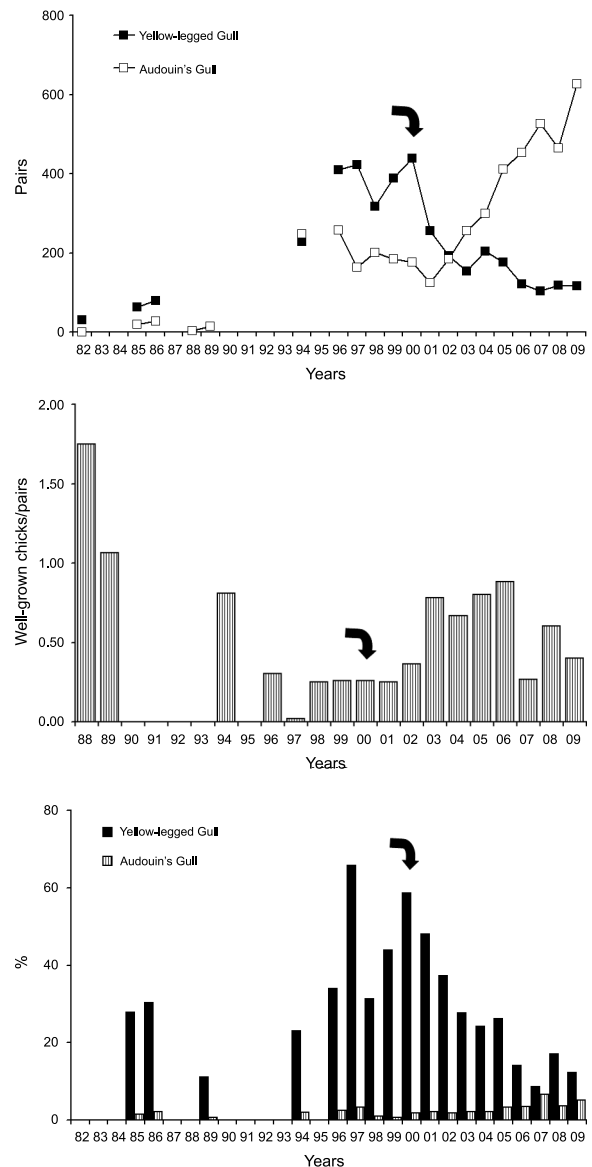 800
Yellow-legged Gull
Audouin's Gull
600
Pairs
400
200
0
82 83 84 85 86 87 88 89 90 91 92 93 94 95 96 97 98 99 00 01 02 03 04 05 06 07 08 09
Years
2.00
1.50
Well-grown chicks/pairs
1.00
0.50
0.00
88 89 90 91 92 93 94 95 96 97 98 99 00 01 02 03 04 05 06 07 08 09
Years
80
Yellow-legged Gull
Audouin's Gull
60
%
40
20
0
82 83 84 85 86 87 88 89 90 91 92 93 94 95 96 97 98 99 00 01 02 03 04 05 06 07 08 09
Years